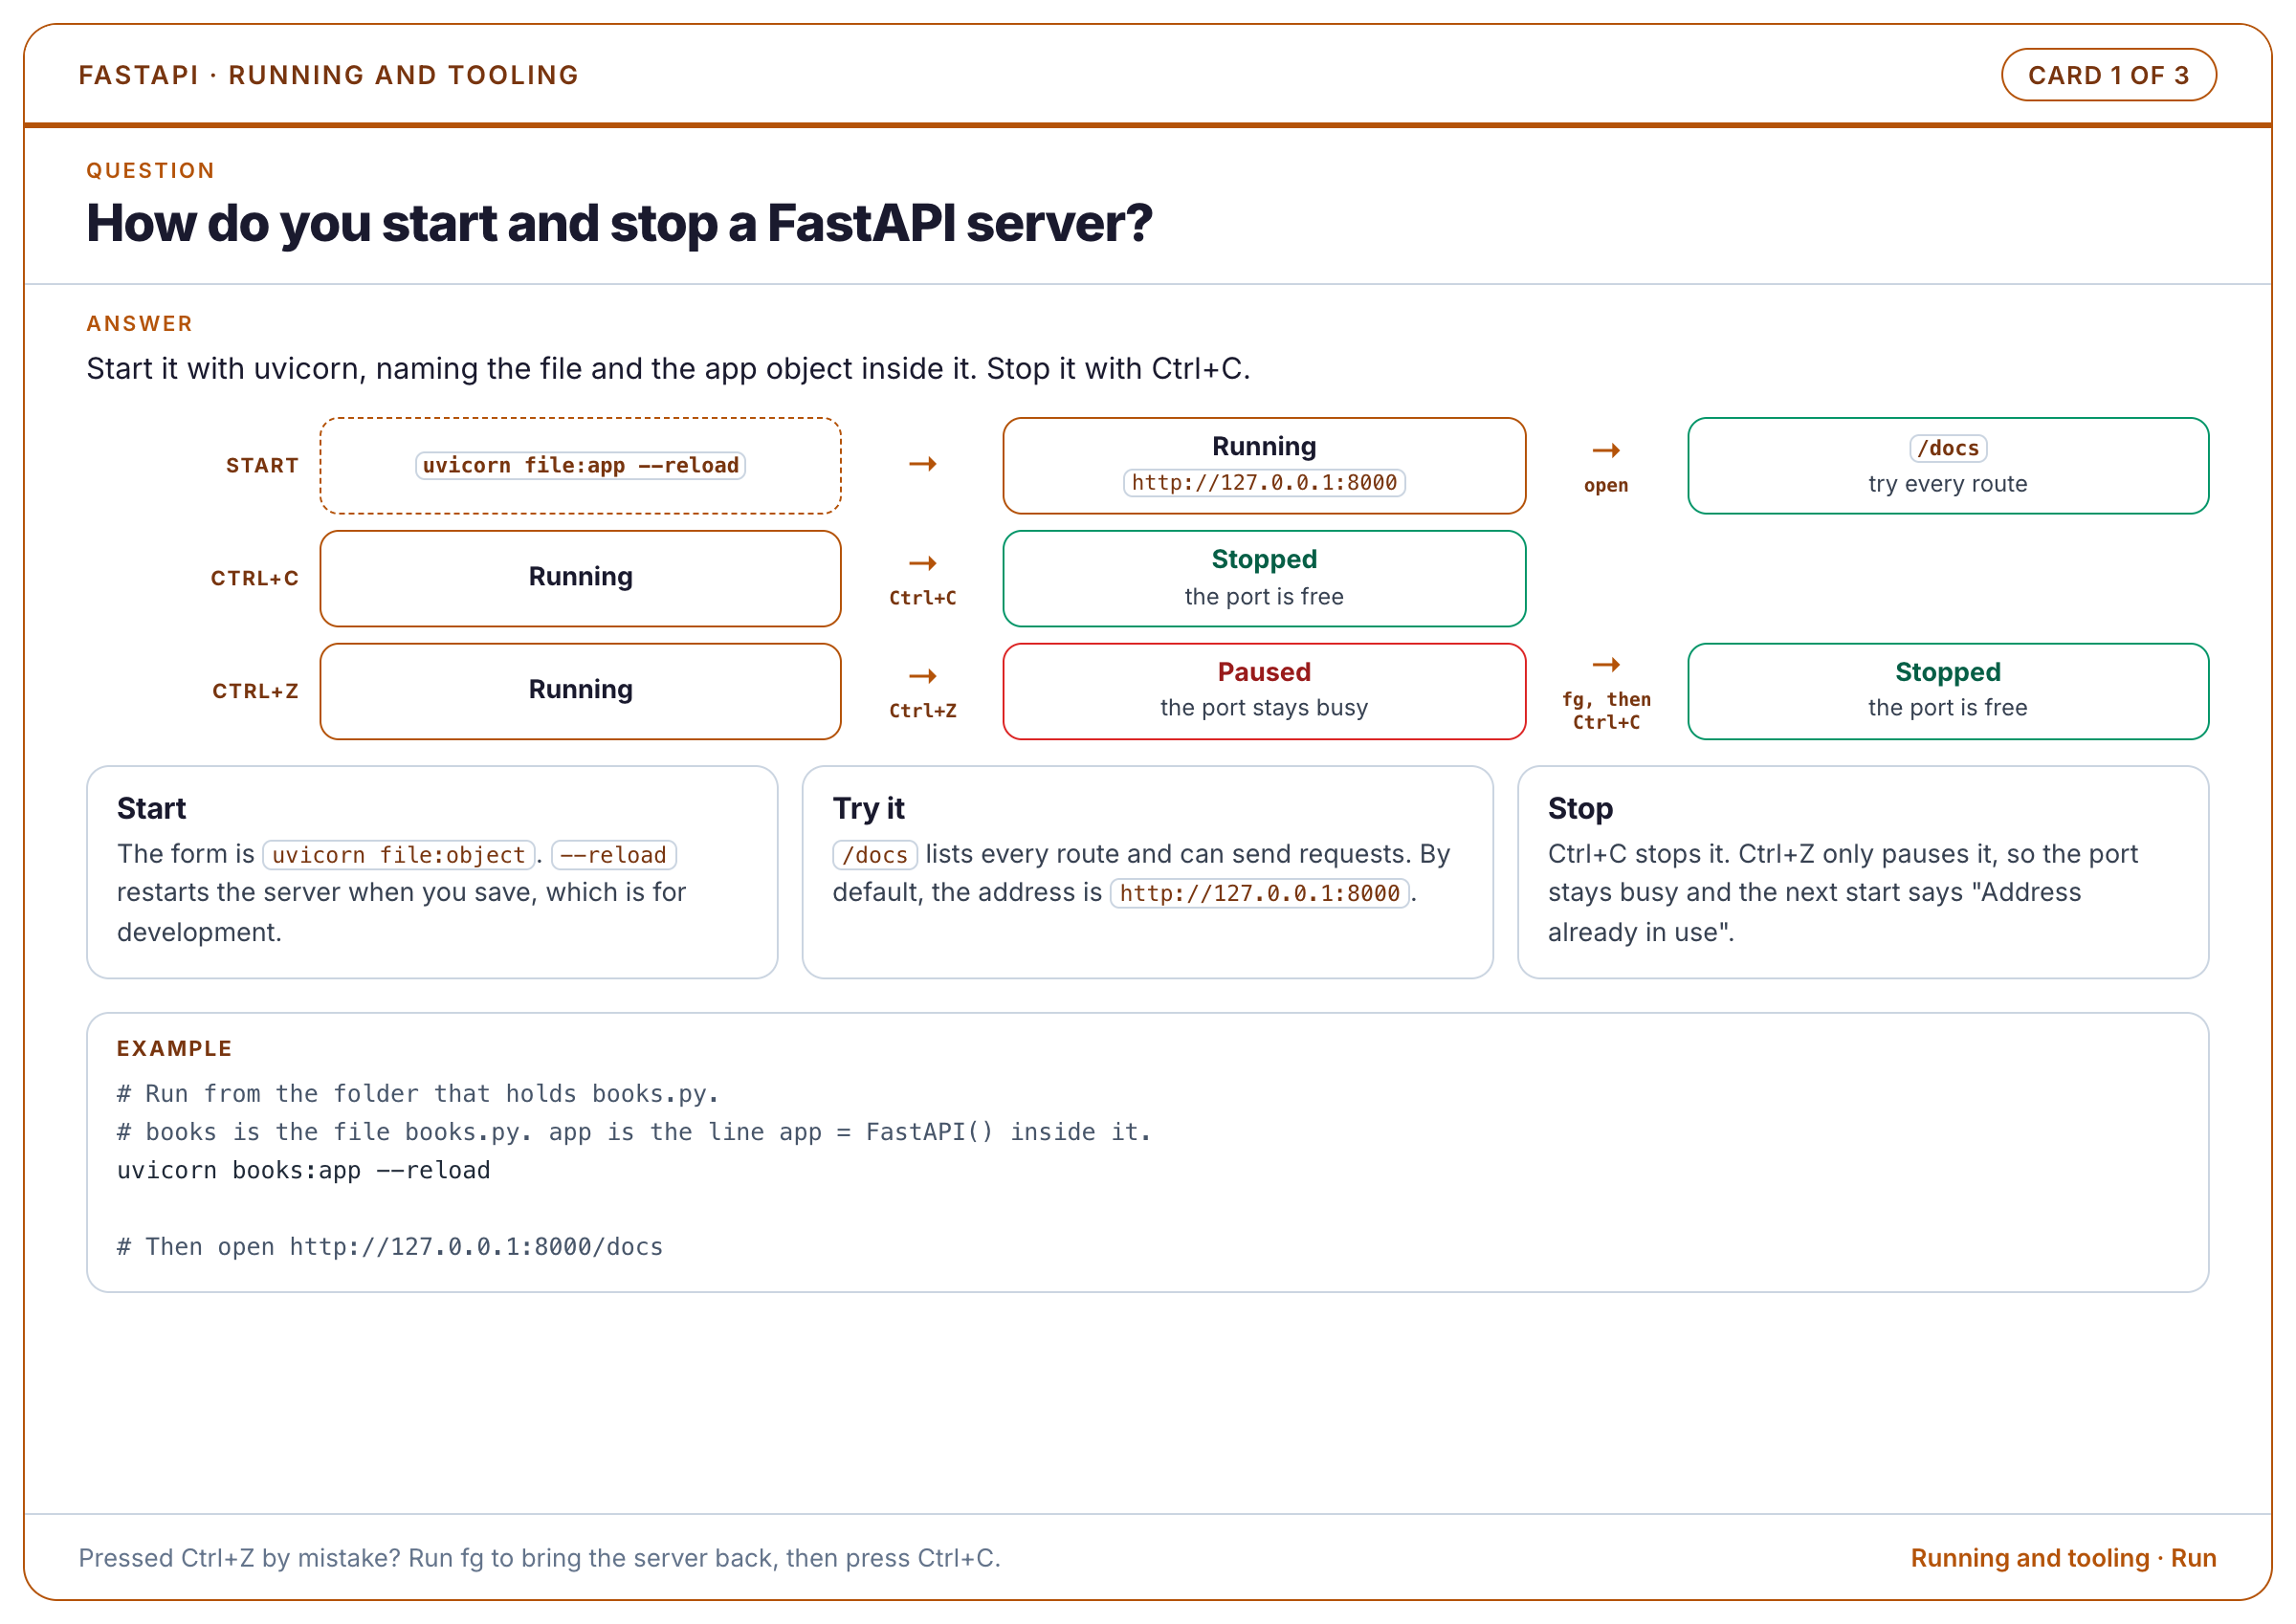 FASTAPI · RUNNING AND TOOLING
CARD 1 OF 3
QUESTION
How do you start and stop a FastAPI server?
ANSWER
Start it with uvicorn, naming the file and the app object inside it. Stop it with Ctrl+C.
START
uvicorn file:app --reload
→
Running
http://127.0.0.1:8000
→
open
/docs
try every route
CTRL+C
Running
→
Ctrl+C
Stopped
the port is free
CTRL+Z
Running
→
Ctrl+Z
Paused
the port stays busy
→
fg, then
Ctrl+C
Stopped
the port is free
Start
The form is uvicorn file:object. --reload
restarts the server when you save, which is for
development.
Try it
/docs lists every route and can send requests. By
default, the address is http://127.0.0.1:8000.
Stop
Ctrl+C stops it. Ctrl+Z only pauses it, so the port
stays busy and the next start says "Address
already in use".
EXAMPLE
# Run from the folder that holds books.py.
# books is the file books.py. app is the line app = FastAPI() inside it.
uvicorn books:app --reload
# Then open http://127.0.0.1:8000/docs
Pressed Ctrl+Z by mistake? Run fg to bring the server back, then press Ctrl+C.
Running and tooling · Run